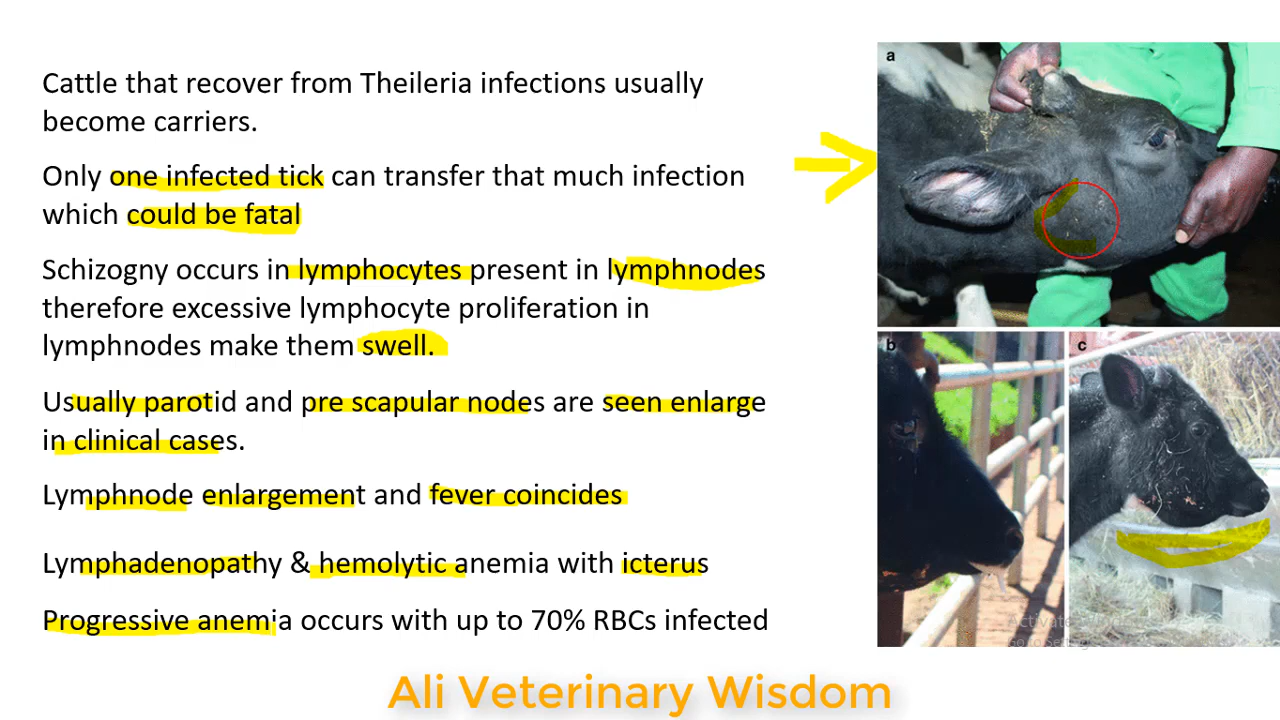 Cattle that recover from Theileria infections usually
become carriers.
Only one infected tick can transfer that much infection
which could be fatal
Schizogny occurs in lymphocytes present in lymphnodes
therefore excessive lymphocyte proliferation in
lymphnodes make them swell.
Usually parotid and pre scapular nodes are seen enlarge
in clinical cases.
Lymphnode enlargement and fever coincides
Lymphadenopathy & hemolytic anemia with icterus
Progressive anemia occurs with up to 70% RBCs infected
a
b
c
Activate
Go to
Ali Veterinary Wisdom